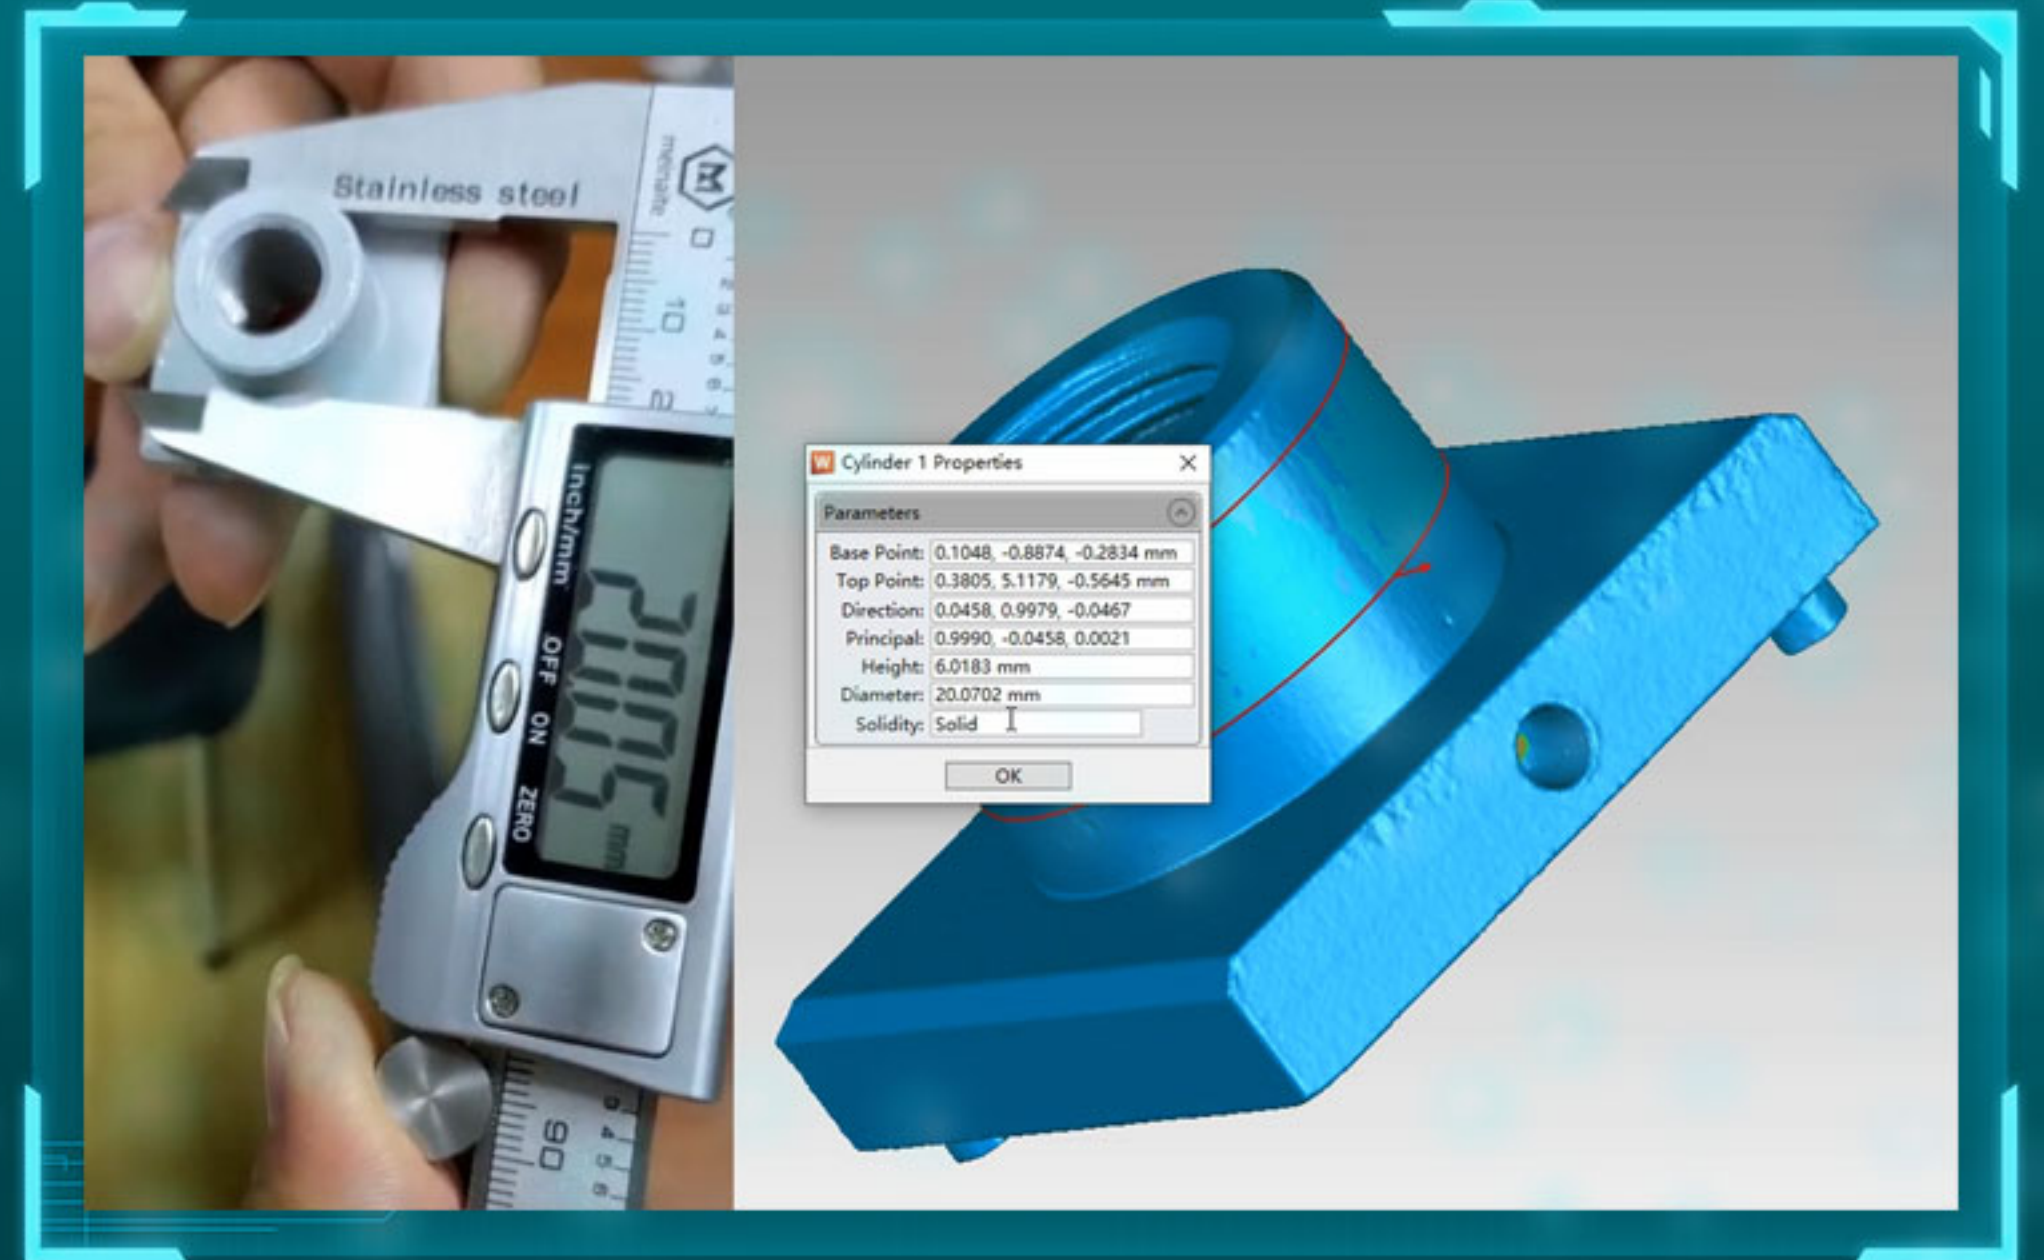 Stainless steel
meinaite
M
0
10
inch/mm
OFF ON
ZERO
20.05 mm
90
W Cylinder 1 Properties
Parameters
Base Point: 0.1048, -0.8874, -0.2834 mm
Top Point: 0.3805, 5.1179, -0.5645 mm
Direction: 0.0458, 0.9979, -0.0467
Principal: 0.9990, -0.0458, 0.0021
Height: 6.0183 mm
Diameter: 20.0702 mm
Solidity: Solid
OK